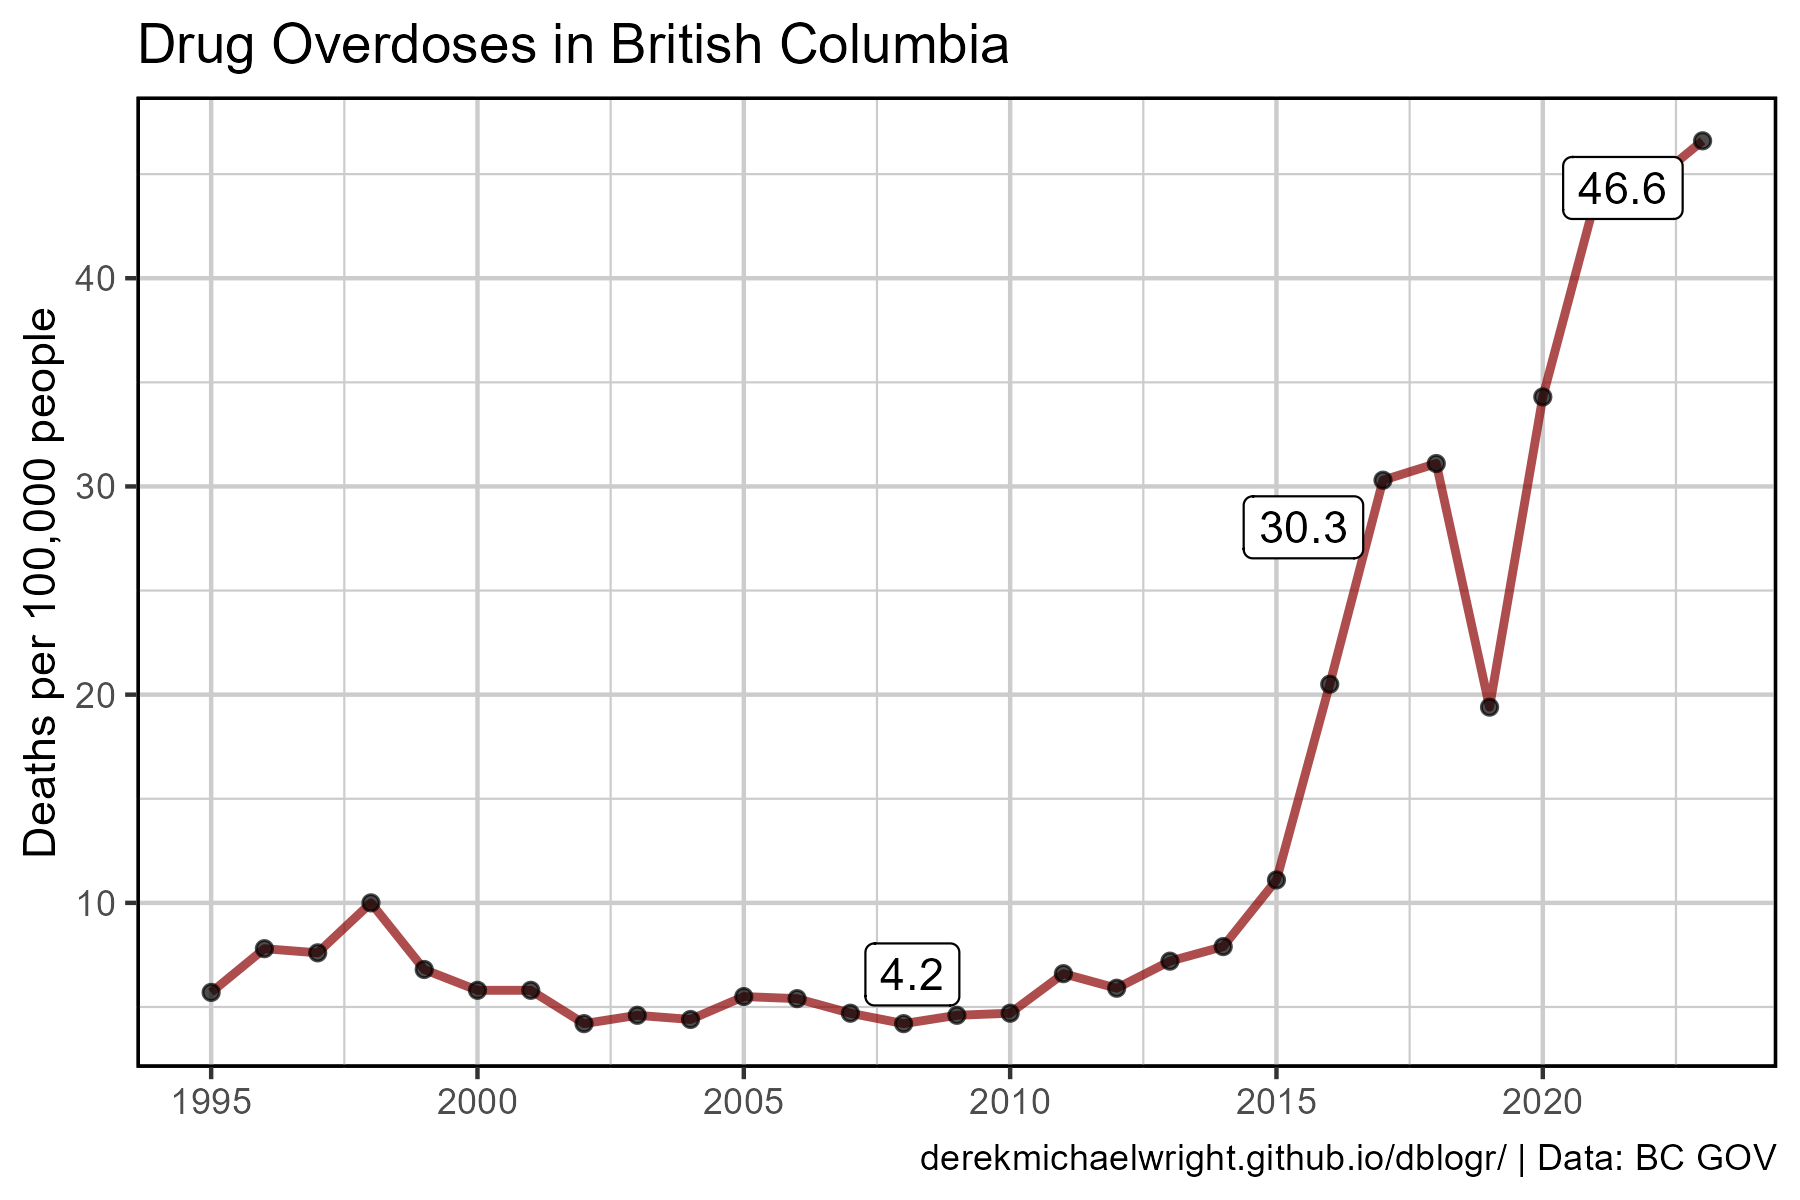 Drug Overdoses in British Columbia
Deaths per 100,000 people
46.6
40
30
30.3
20
10
4.2
1995 2000 2005 2010 2015 2020
derekmichaelwright.github.io/dblogr/ | Data: BC GOV